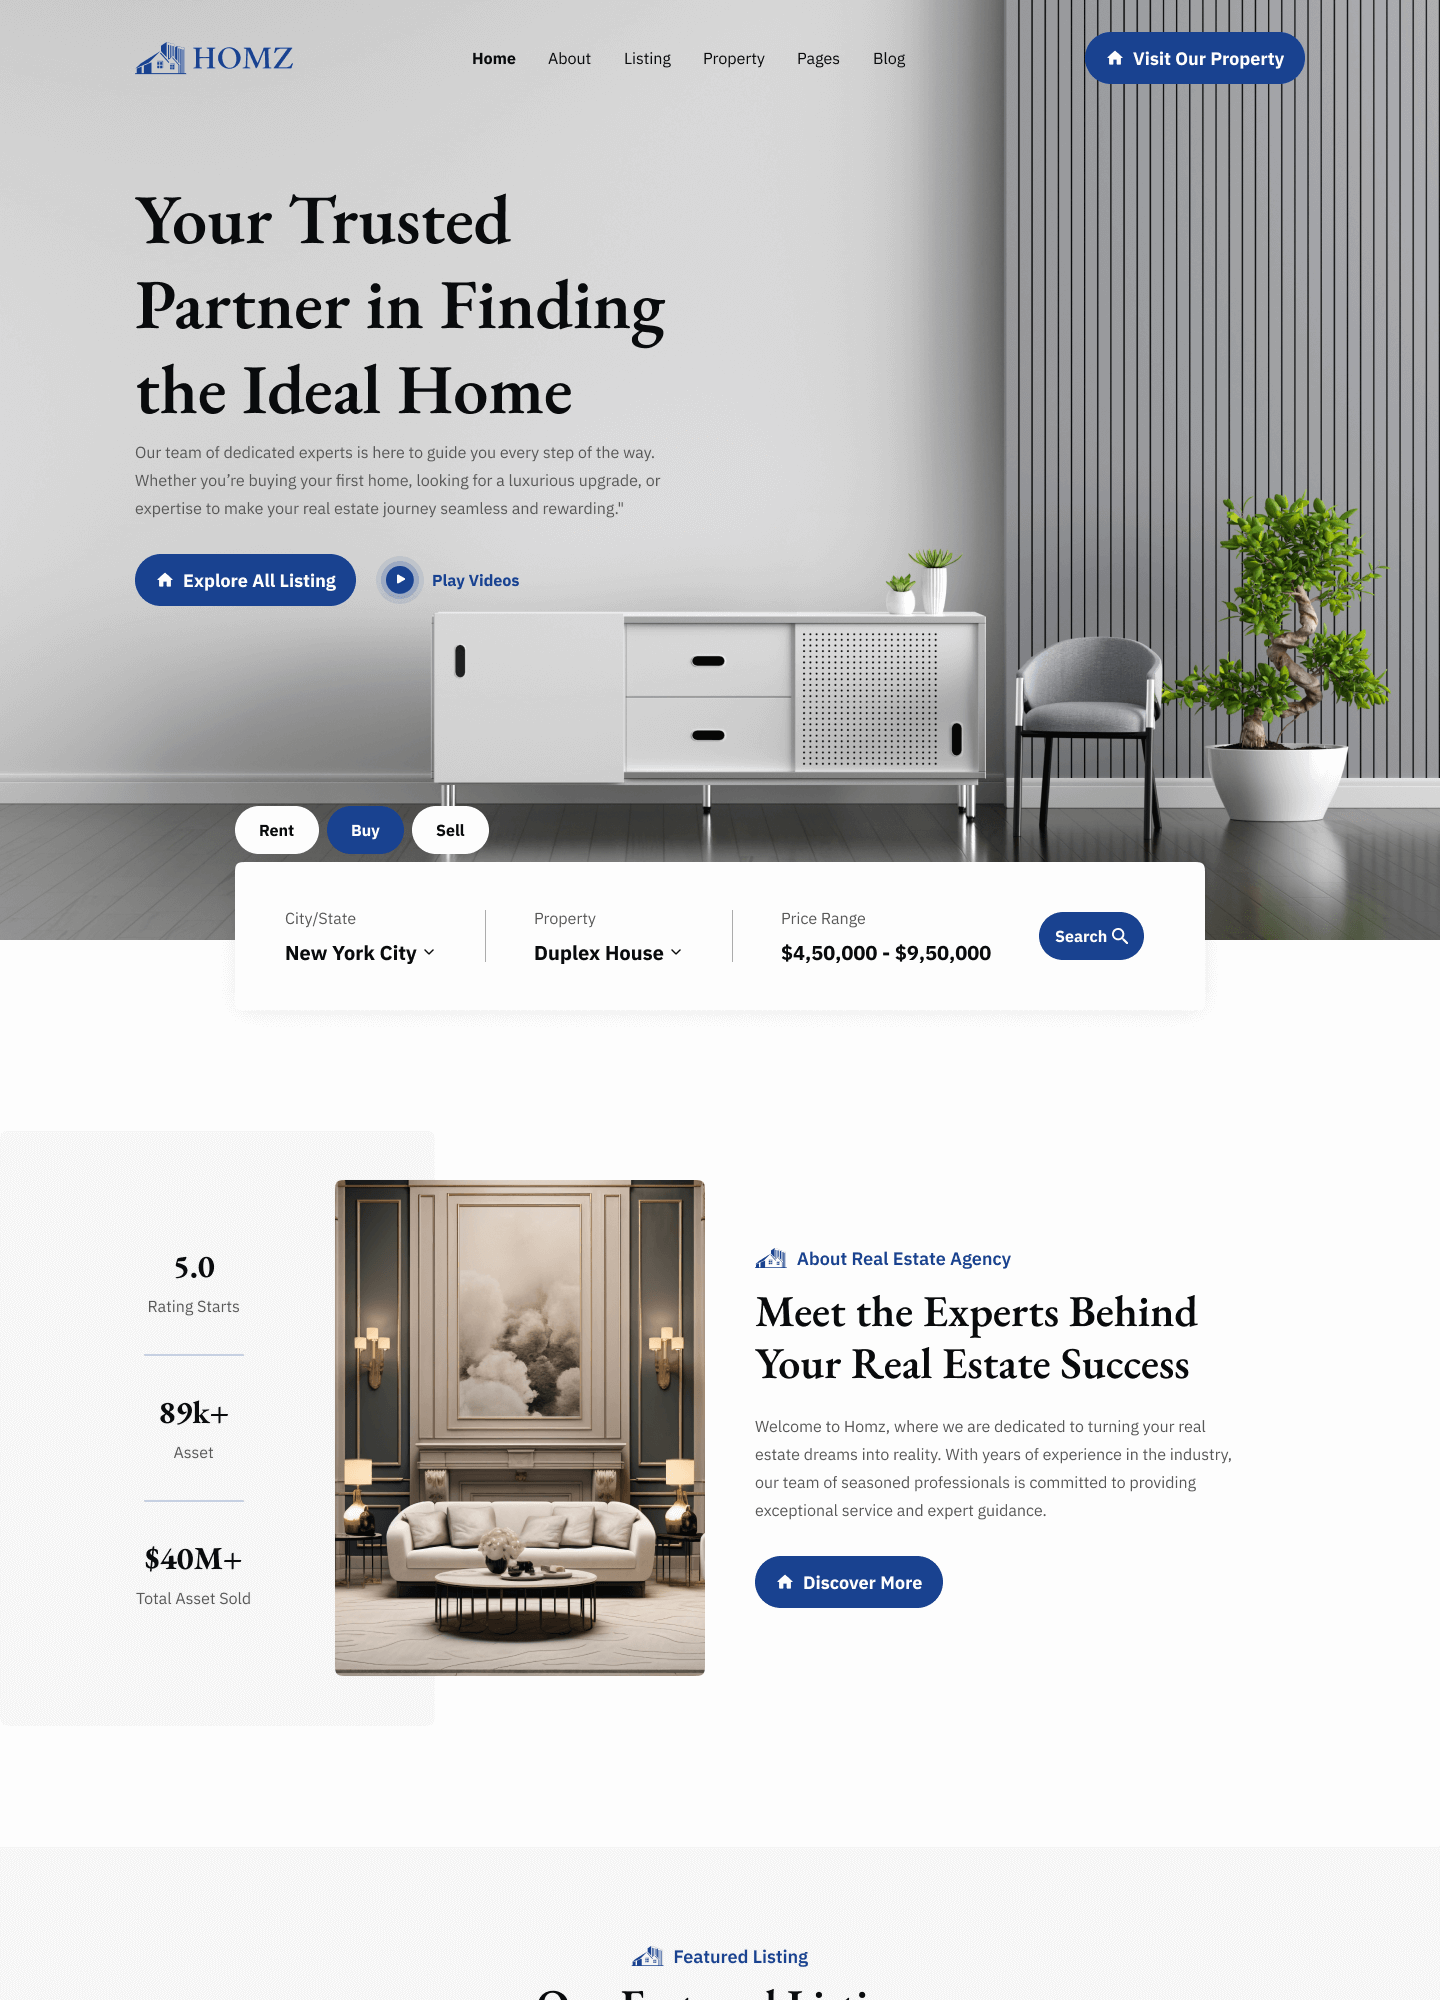 HOMZ
Home About Listing Property Pages Blog
Visit Our Property
Your Trusted
Partner in Finding
the Ideal Home
Our team of dedicated experts is here to guide you every step of the way.
Whether you’re buying your first home, looking for a luxurious upgrade, or
expertise to make your real estate journey seamless and rewarding."
Explore All Listing
Play Videos
Rent
Buy
Sell
City/State
New York City
Property
Duplex House
Price Range
$4,50,000 - $9,50,000
Search
5.0
Rating Starts
89k+
Asset
$40M+
Total Asset Sold
About Real Estate Agency
Meet the Experts Behind
Your Real Estate Success
Welcome to Homz, where we are dedicated to turning your real
estate dreams into reality. With years of experience in the industry,
our team of seasoned professionals is committed to providing
exceptional service and expert guidance.
Discover More
Featured Listing